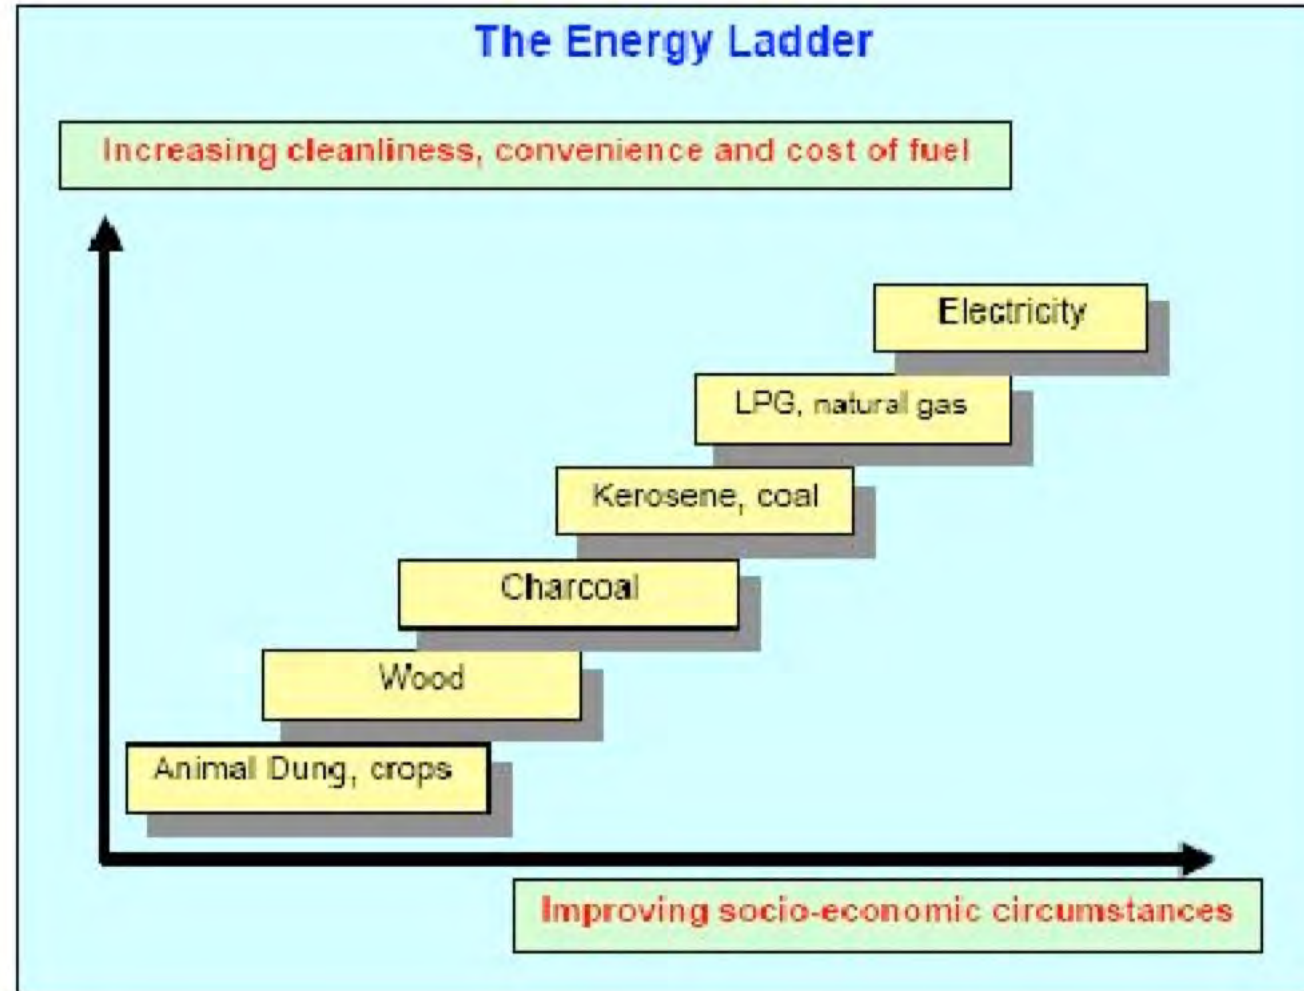 The Energy Ladder
Increasing cleanliness, convenience and cost of fuel
Electricity
LPG, natural gas
Kerosene, coal
Charcoal
Wood
Animal Dung, crops
Improving socio-economic circumstances